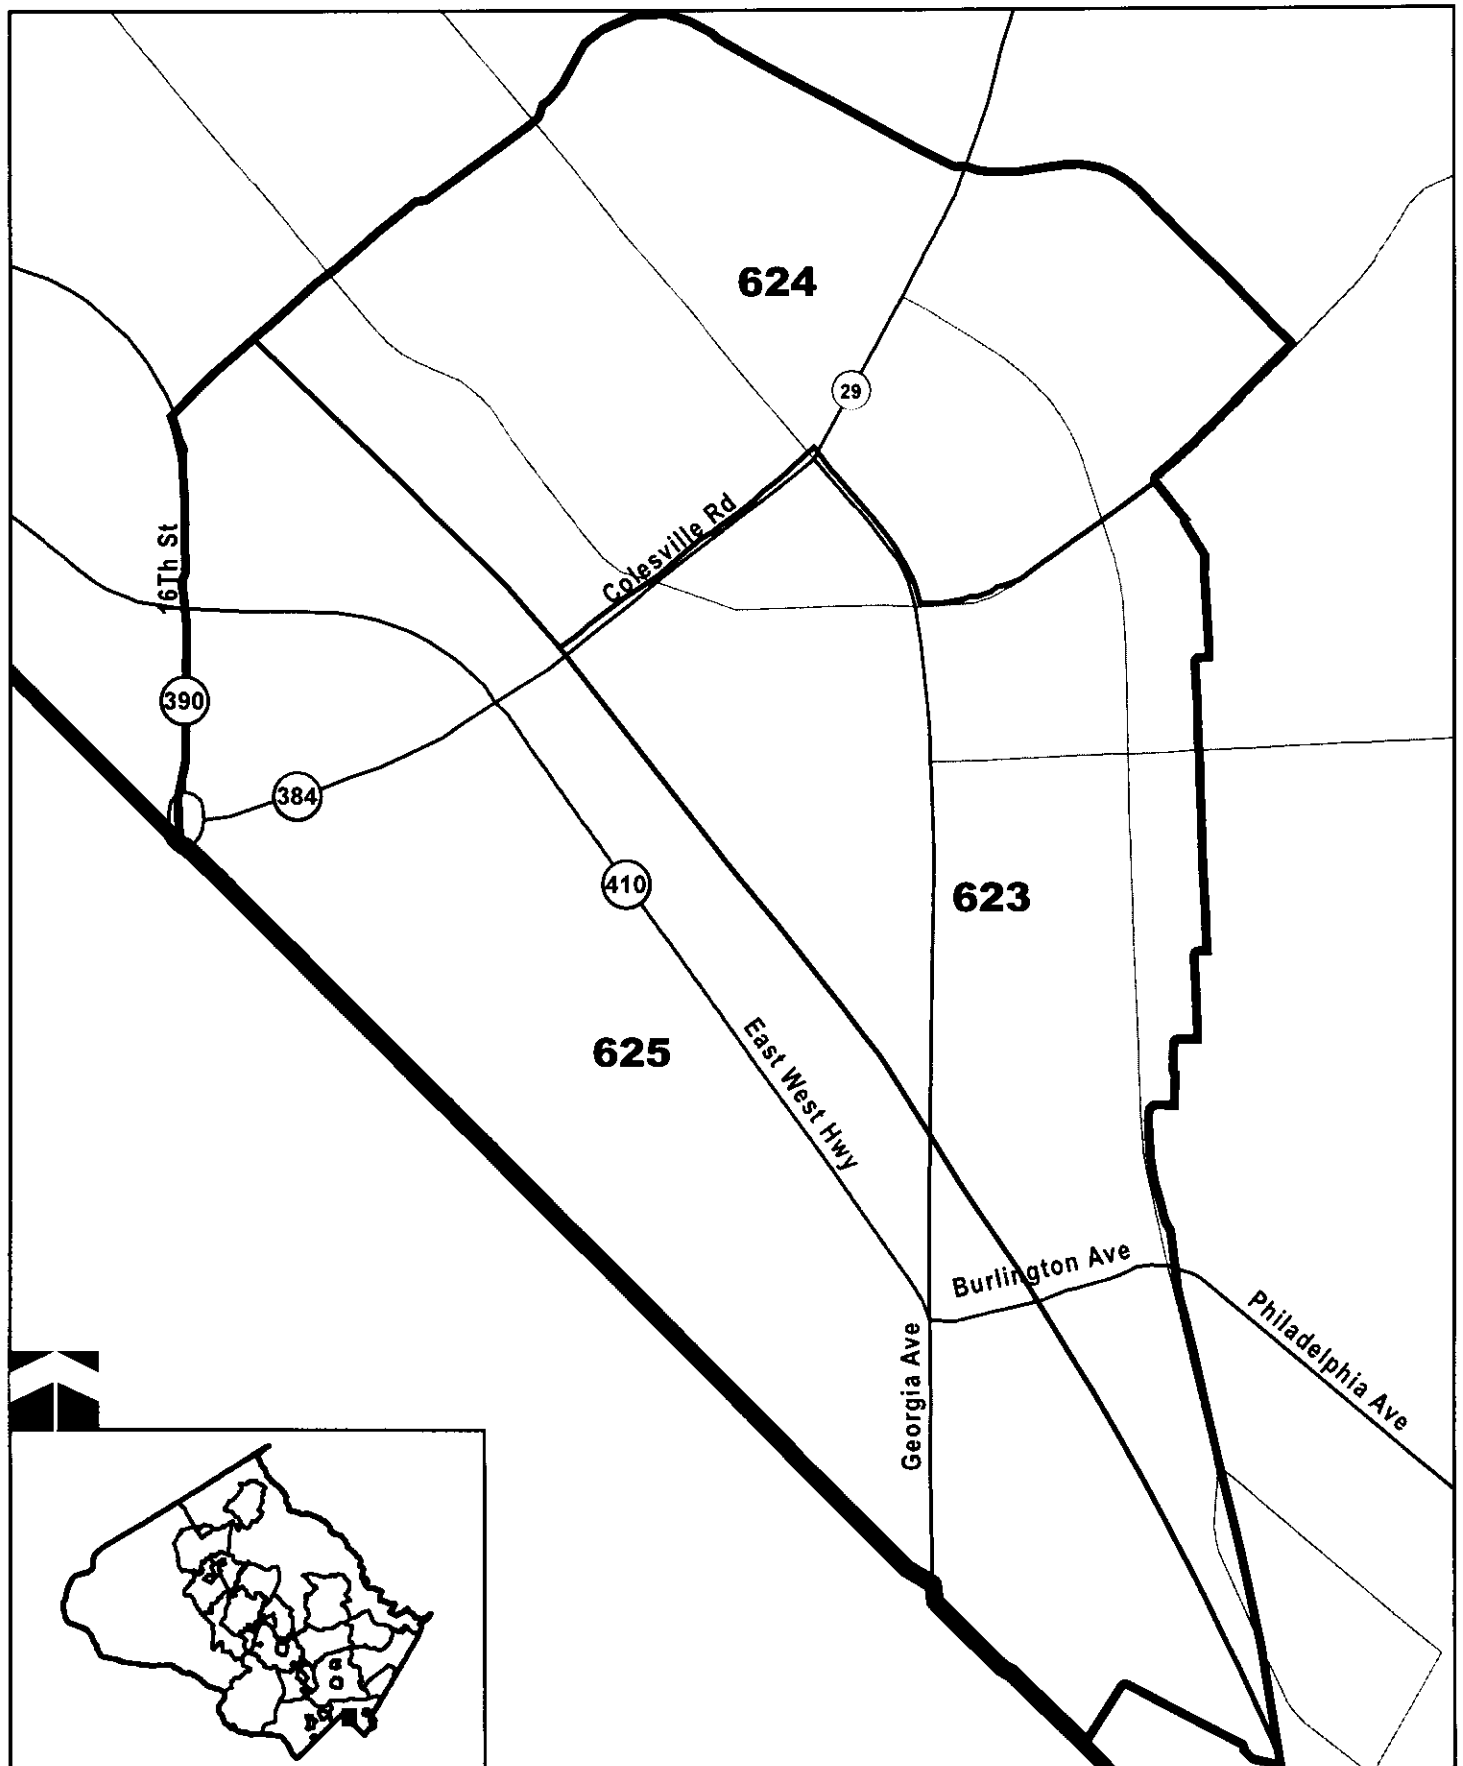 624
29
Colesville Rd
16Th St
390
384
410
623
625
East West Hwy
Burlington Ave
Philadelphia Ave
Georgia Ave